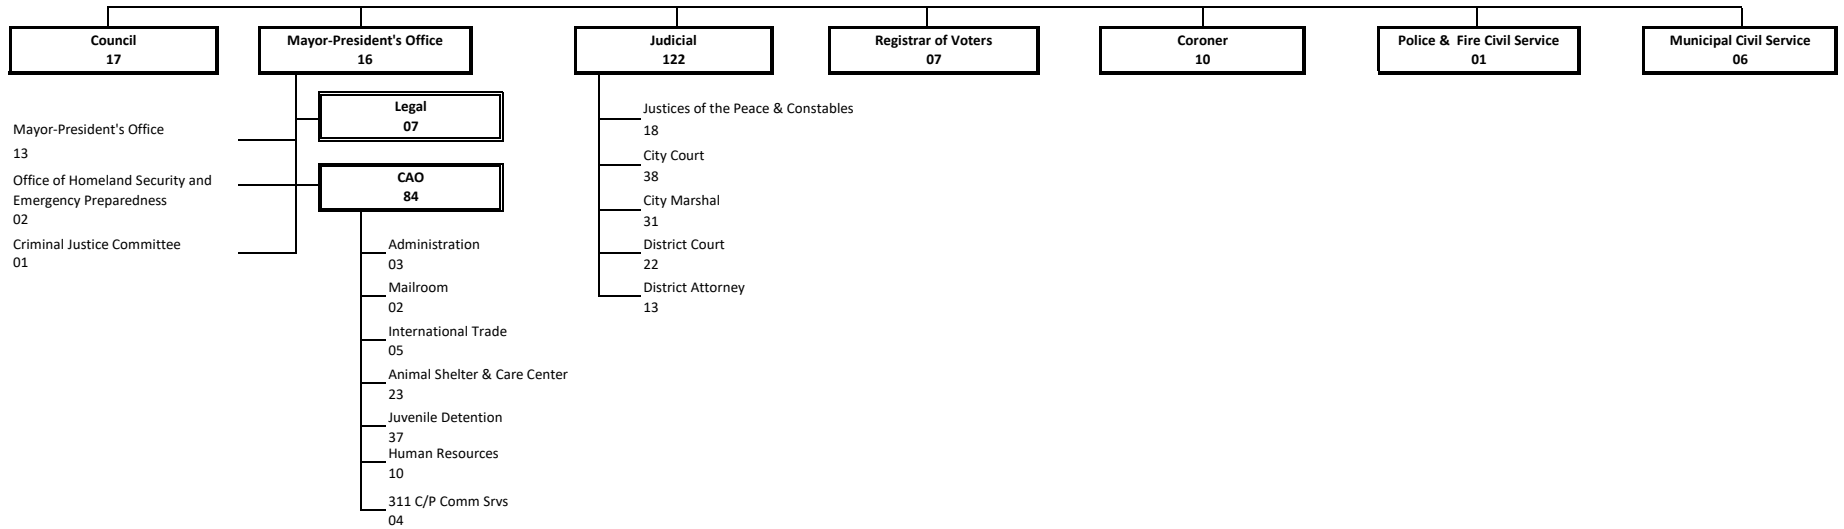 Council
17
Mayor-President's Office
16
Judicial
122
Registrar of Voters
07
Coroner
10
Police & Fire Civil Service
01
Municipal Civil Service
06
Mayor-President's Office
13
Office of Homeland Security and
Emergency Preparedness
02
Criminal Justice Committee
01
Legal
07
CAO
84
Administration
03
Mailroom
02
International Trade
05
Animal Shelter & Care Center
23
Juvenile Detention
37
Human Resources
10
311 C/P Comm Srvs
04
Justices of the Peace & Constables
18
City Court
38
City Marshal
31
District Court
22
District Attorney
13